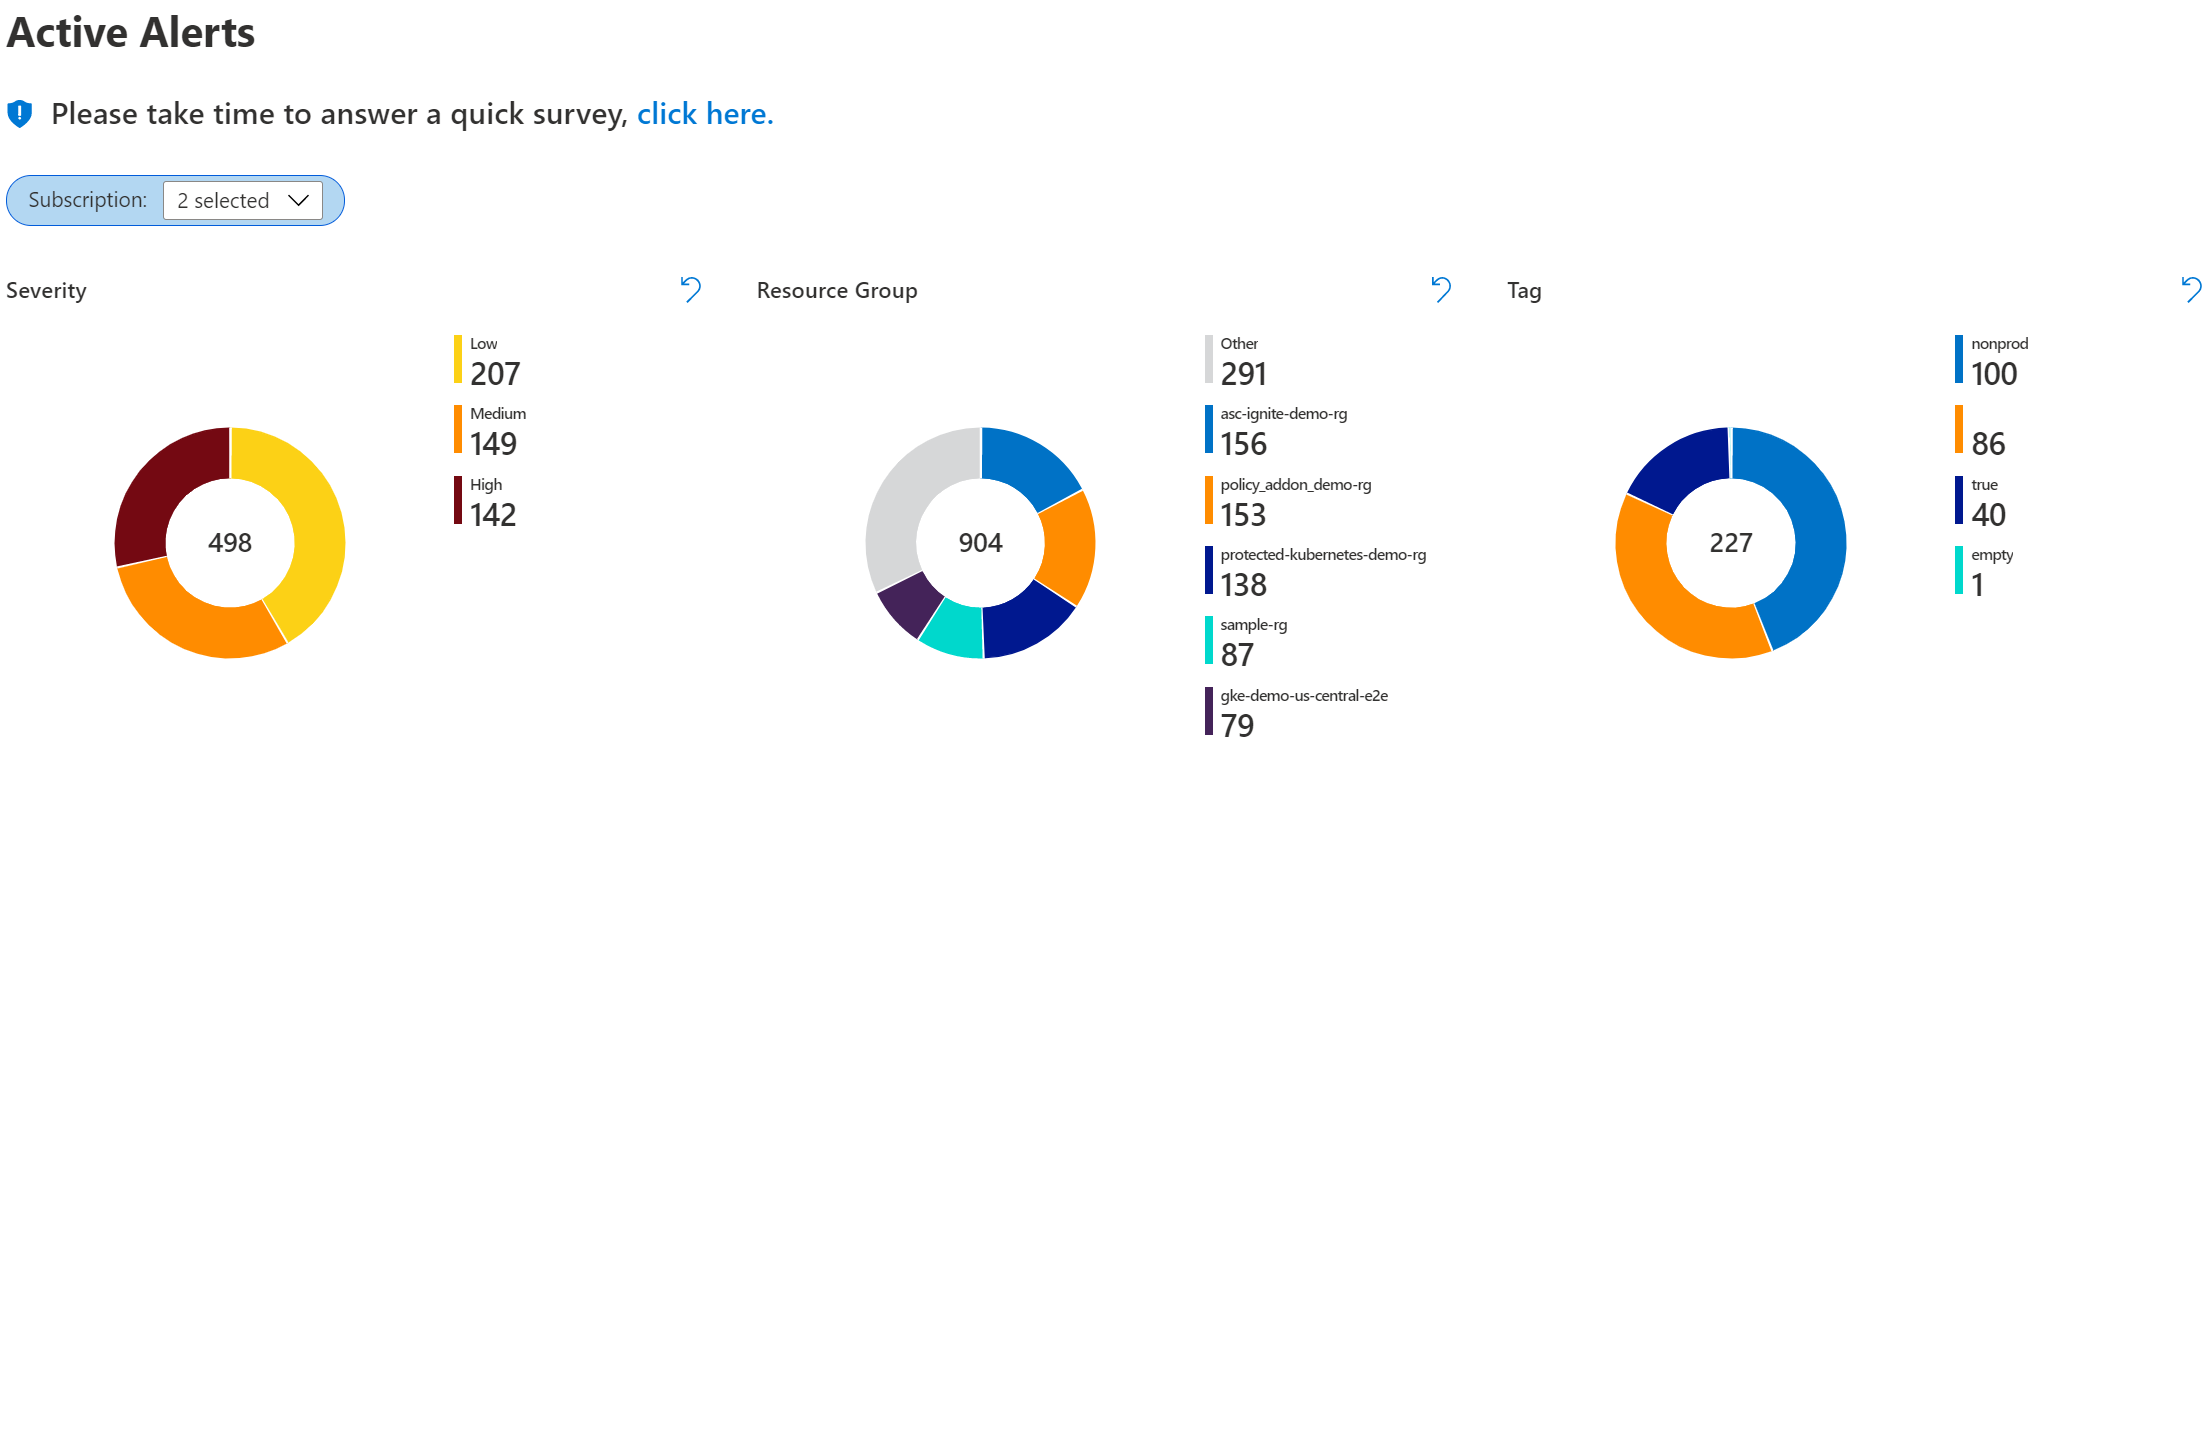 Active Alerts
Please take time to answer a quick survey, click here.
Subscription: 2 selected
Severity
Low
207
Medium
149
High
142
498
Resource Group
Other
291
asc-ignite-demo-rg
156
policy_addon_demo-rg
153
protected-kubernetes-demo-rg
138
sample-rg
87
gke-demo-us-central-e2e
79
904
Tag
nonprod
100
86
true
40
empty
1
227